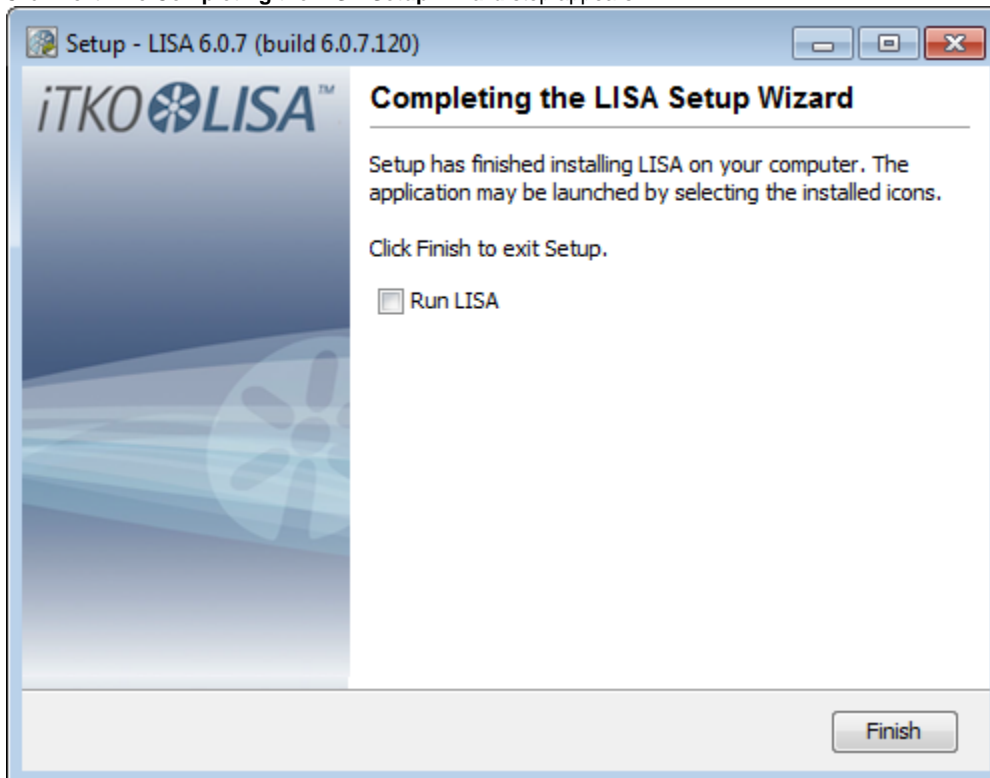 Setup - LISA 6.0.7 (build 6.0.7.120)
iTKO LISA™
Completing the LISA Setup Wizard
Setup has finished installing LISA on your computer. The
application may be launched by selecting the installed icons.
Click Finish to exit Setup.
Run LISA
Finish